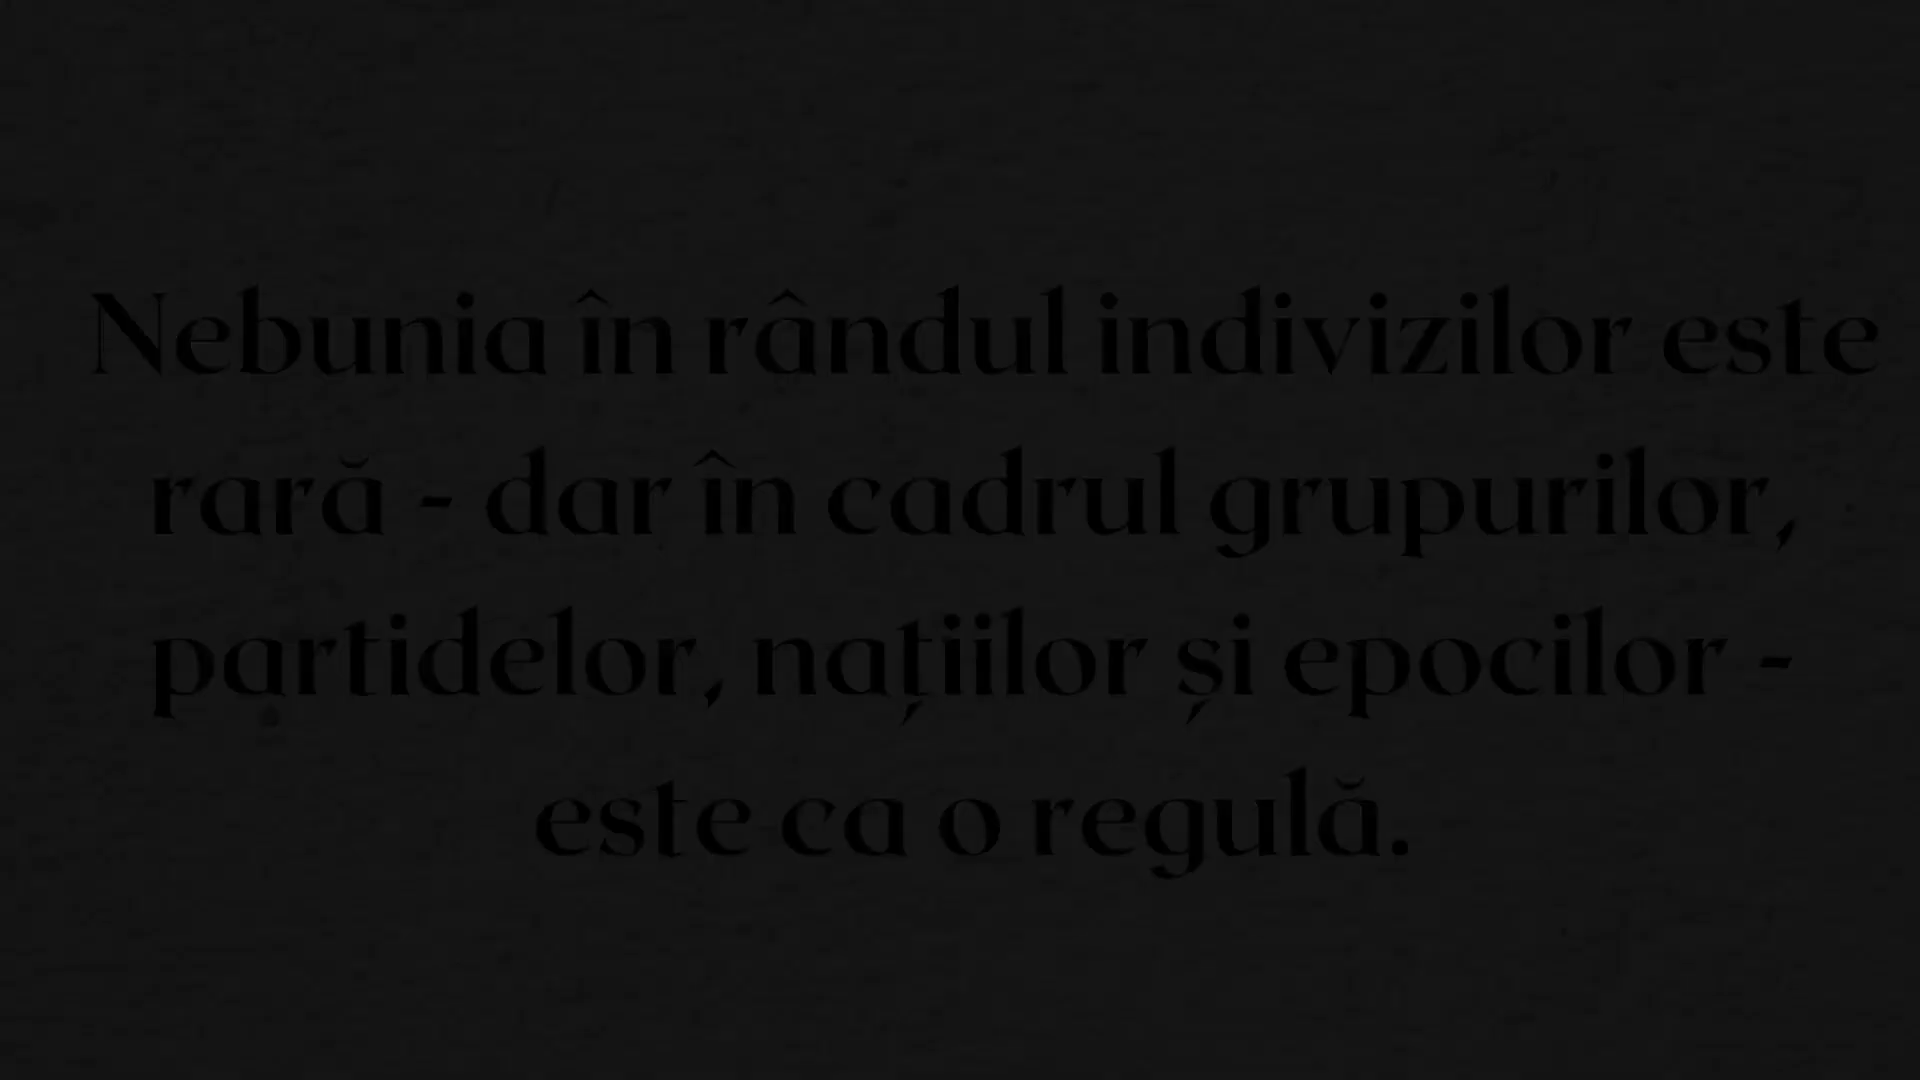 Nebunia în rândul indivizilor este
rară - dar în cadrul grupurilor,
partidelor, națiilor și epocilor -
este ca o regulă.